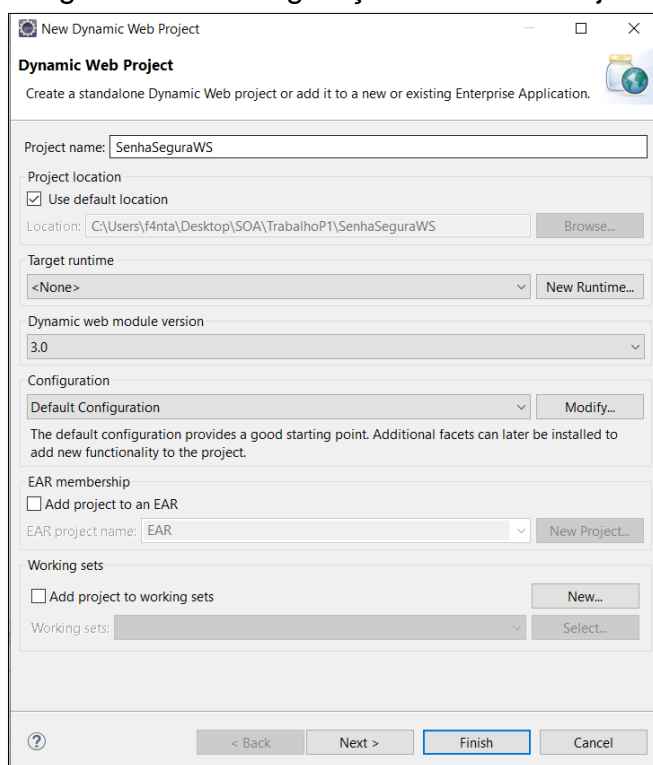 New Dynamic Web Project
Dynamic Web Project
Create a standalone Dynamic Web project or add it to a new or existing Enterprise Application.
Project name: SenhaSeguraWS
Project location
Use default location
Location: C:\Users\f4nta\Desktop\SOA\TrabalhoP1\SenhaSeguraWS Browse...
Target runtime
<None> New Runtime...
Dynamic web module version
3.0
Configuration
Default Configuration Modify...
The default configuration provides a good starting point. Additional facets can later be installed to
add new functionality to the project.
EAR membership
Add project to an EAR
EAR project name: EAR New Project...
Working sets
Add project to working sets New...
Working sets: Select...
? < Back Next > Finish Cancel